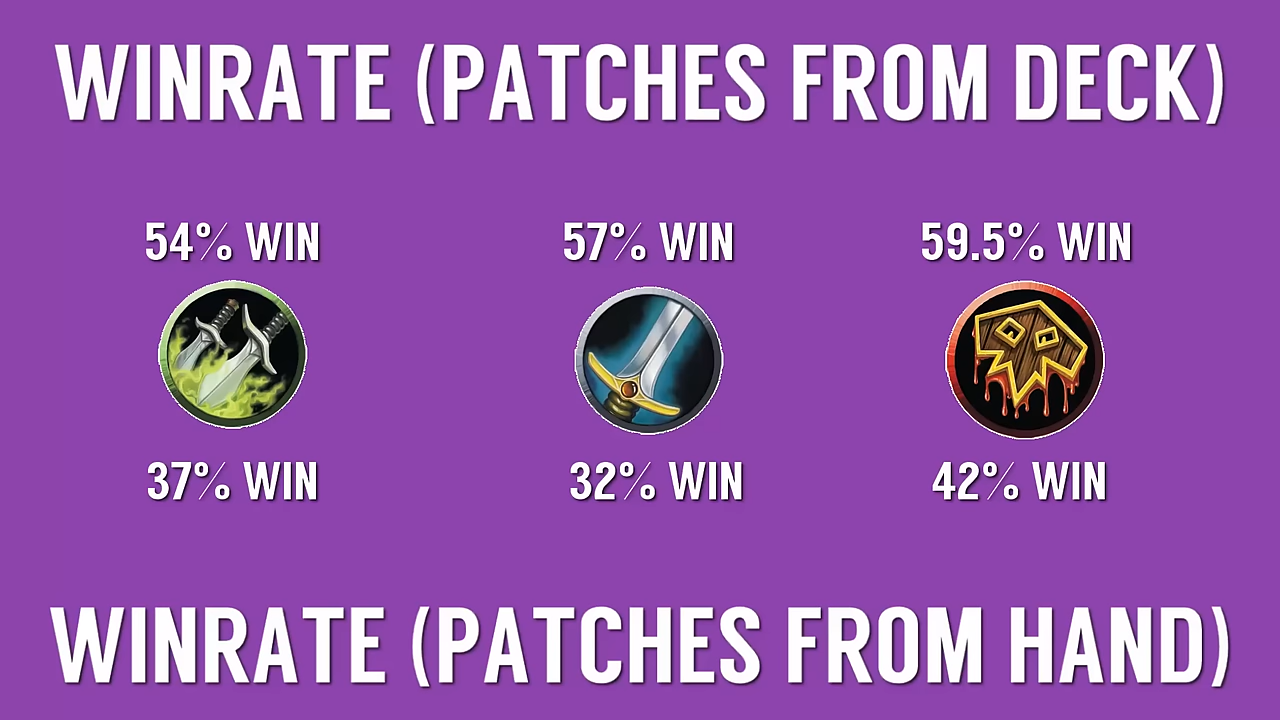 WINRATE (PATCHES FROM DECK)
54% WIN
57% WIN
59.5% WIN
37% WIN
32% WIN
42% WIN
WINRATE (PATCHES FROM HAND)